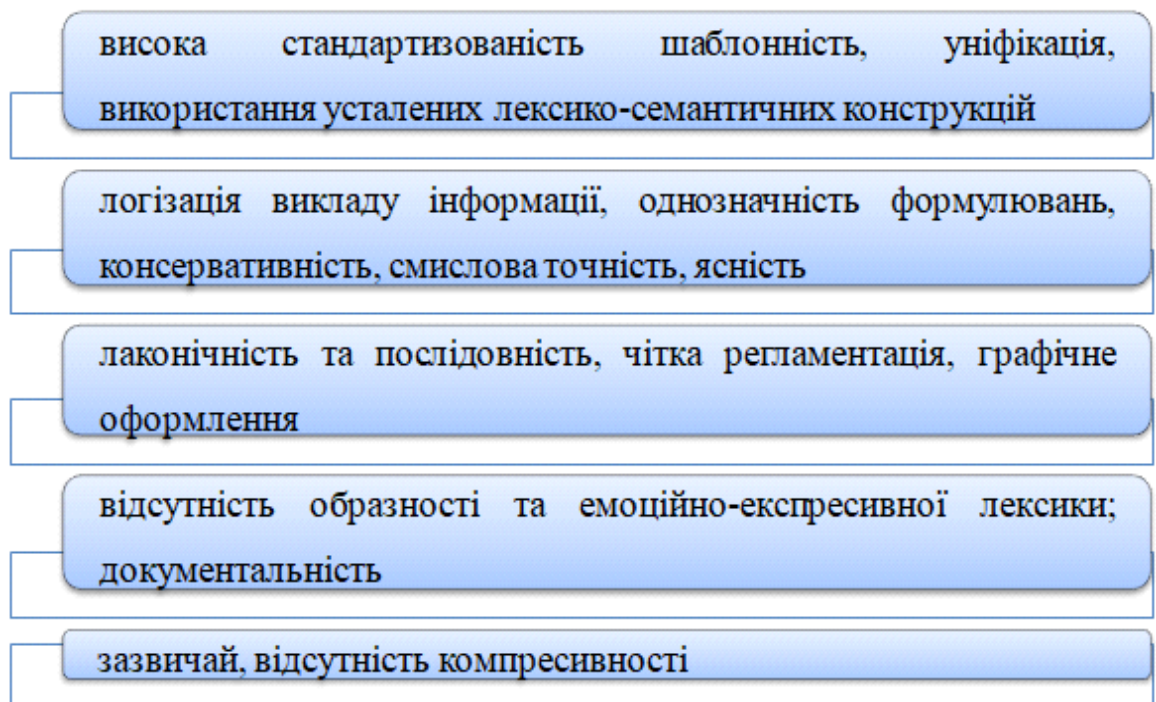 висока стандартизованість шаблонність, уніфікація,
використання усталених лексико-семантичних конструкцій
логізація викладу інформації, однозначність формулювань,
консервативність, смислова точність, ясність
лаконічність та послідовність, чітка регламентація, графічне
оформлення
відсутність образності та емоційно-експресивної лексики;
документальність
зазвичай, відсутність компресивності